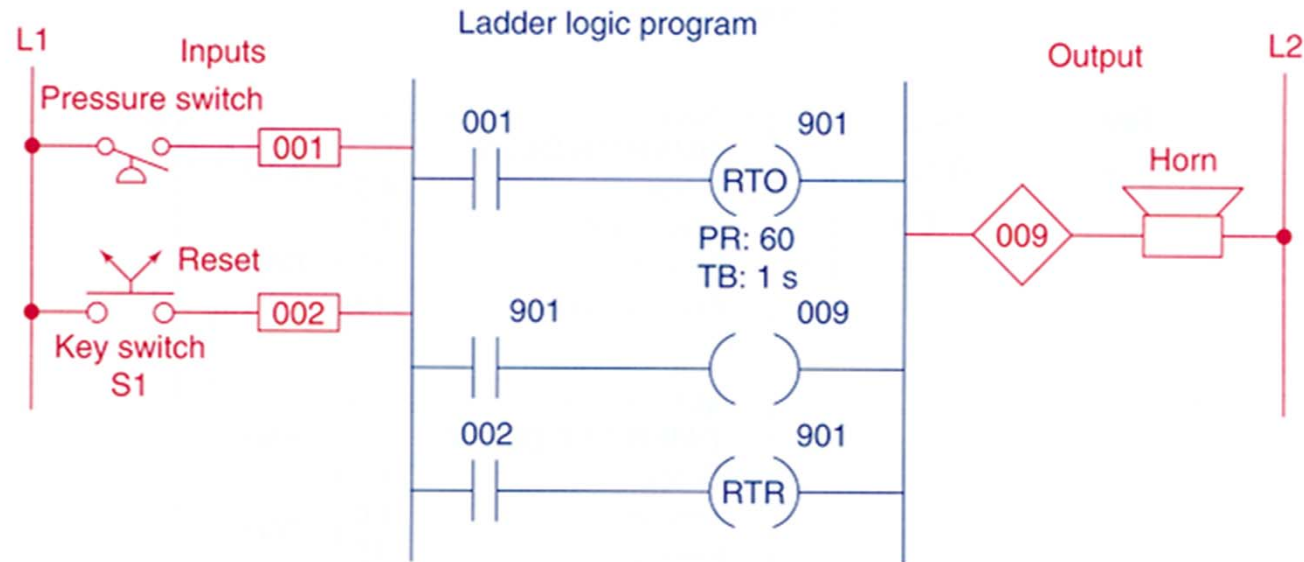 Ladder logic program
L1
Inputs
Output
L2
Pressure switch
001
001
901
RTO
PR: 60
TB: 1 s
Horn
009
Reset
002
Key switch
S1
901
009
002
901
RTR